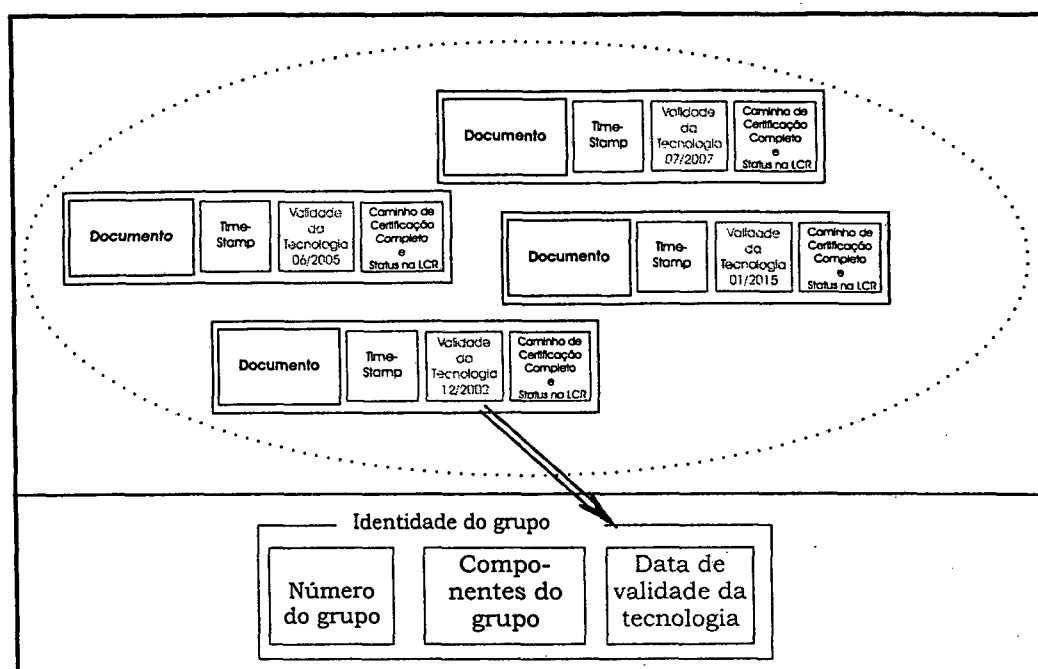 Documento
Time-
Stamp
Validade
da
Tecnologia
07/2007
Caminho de
Certificação
Completo
e
Status na LCR
Documento
Time-
Stamp
Validade
da
Tecnologia
06/2005
Caminho de
Certificação
Completo
e
Status na LCR
Documento
Time-
Stamp
Validade
da
Tecnologia
01/2015
Caminho de
Certificação
Completo
e
Status na LCR
Documento
Time-
Stamp
Validade
da
Tecnologia
12/2002
Caminho de
Certificação
Completo
e
Status na LCR
Identidade do grupo
Número
do grupo
Compo-
nentes do
grupo
Data de
validade da
tecnologia